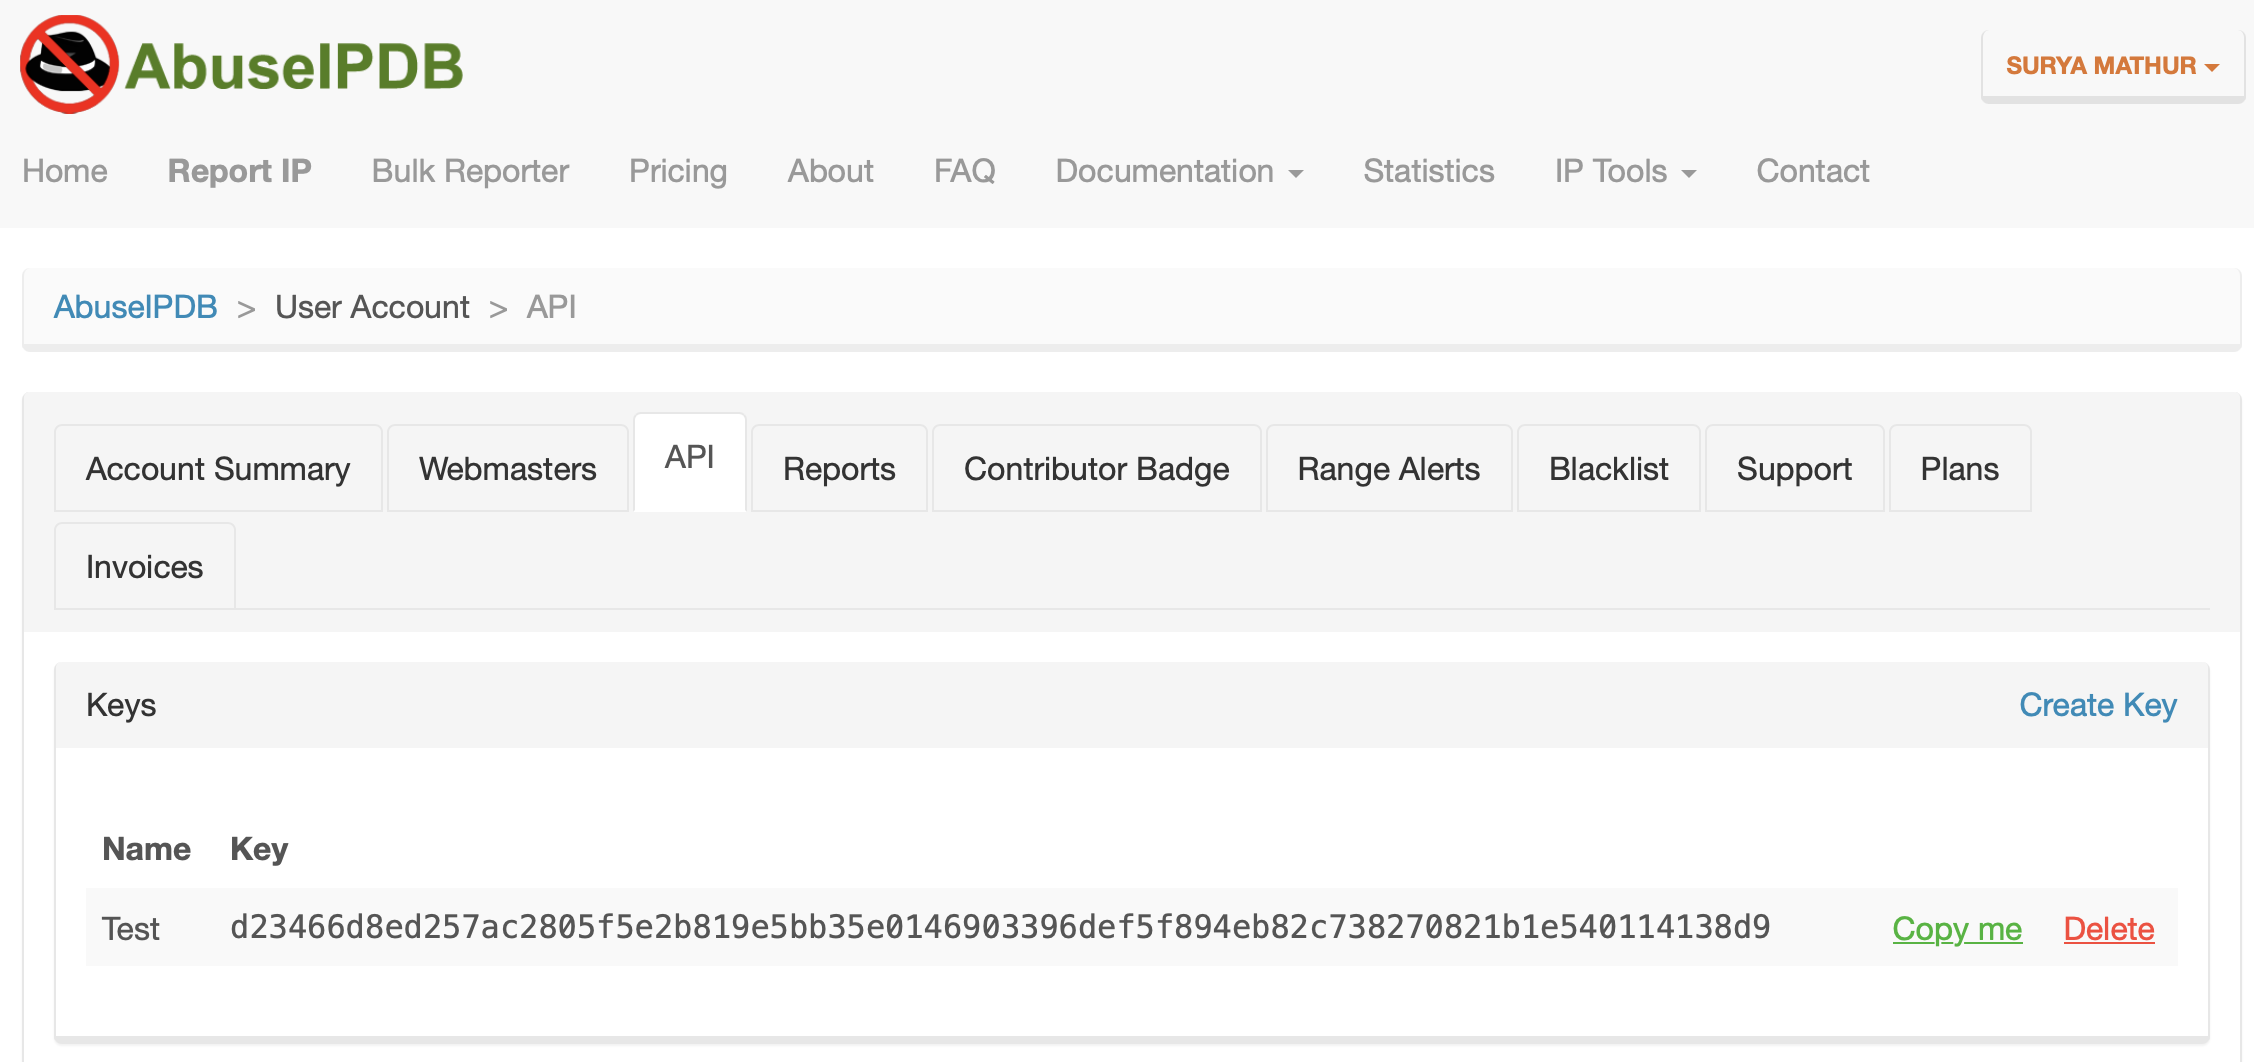 AbuseIPDB
SURYA MATHUR
Home Report IP Bulk Reporter Pricing About FAQ Documentation Statistics IP Tools Contact
AbuseIPDB > User Account > API
Account Summary Webmasters API Reports Contributor Badge Range Alerts Blacklist Support Plans
Invoices
Keys Create Key
Name Key
Test d23466d8ed257ac2805f5e2b819e5bb35e0146903396def5f894eb82c738270821b1e540114138d9 Copy me Delete